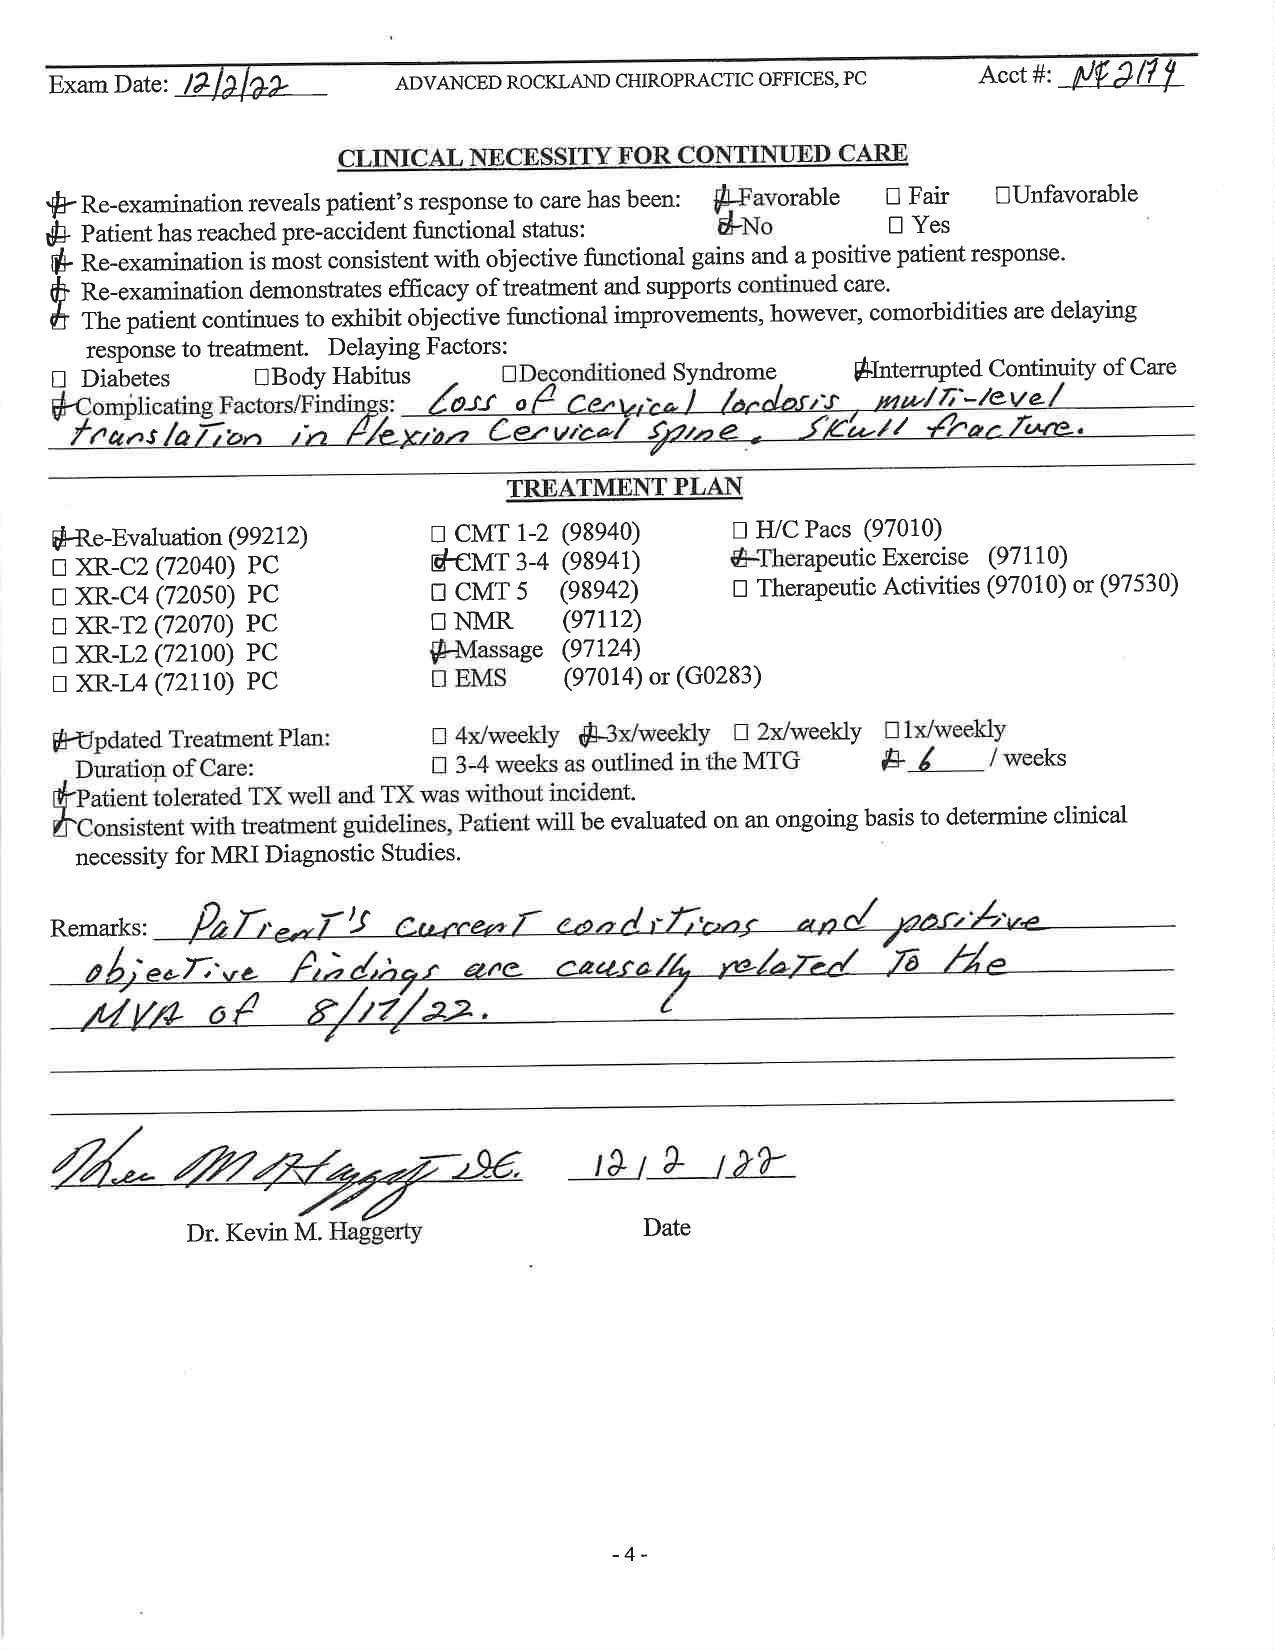 Exam Date: 12/2/22 ADVANCED ROCKLAND CHIROPRACTIC OFFICES, PC Acct #: NF 2174
CLINICAL NECESSITY FOR CONTINUED CARE
☑ Re-examination reveals patient's response to care has been: ☑ Favorable ☐ Fair ☐ Unfavorable
☑ Patient has reached pre-accident functional status: ☑ No ☐ Yes
☑ Re-examination is most consistent with objective functional gains and a positive patient response.
☑ Re-examination demonstrates efficacy of treatment and supports continued care.
☑ The patient continues to exhibit objective functional improvements, however, comorbidities are delaying
response to treatment. Delaying Factors:
☐ Diabetes ☐ Body Habitus ☐ Deconditioned Syndrome ☑ Interrupted Continuity of Care
☑ Complicating Factors/Findings: Loss of Cervical lordosis, multi-level
translation in flexion Cervical spine. Skull fracture.
TREATMENT PLAN
☑ Re-Evaluation (99212) ☐ CMT 1-2 (98940) ☐ H/C Pacs (97010)
☐ XR-C2 (72040) PC ☑ CMT 3-4 (98941) ☑ Therapeutic Exercise (97110)
☐ XR-C4 (72050) PC ☐ CMT 5 (98942) ☐ Therapeutic Activities (97010) or (97530)
☐ XR-T2 (72070) PC ☐ NMR (97112)
☐ XR-L2 (72100) PC ☑ Massage (97124)
☐ XR-L4 (72110) PC ☐ EMS (97014) or (G0283)
☑ Updated Treatment Plan: ☐ 4x/weekly ☑ 3x/weekly ☐ 2x/weekly ☐ 1x/weekly
Duration of Care: ☐ 3-4 weeks as outlined in the MTG ☑ 6 / weeks
☑ Patient tolerated TX well and TX was without incident.
☑ Consistent with treatment guidelines, Patient will be evaluated on an ongoing basis to determine clinical
necessity for MRI Diagnostic Studies.
Remarks: Patient's current conditions and positive
objective findings are causally related to the
MVA of 8/17/22.
M Haggerty DC. 12 / 2 / 22
Dr. Kevin M. Haggerty Date
- 4 -